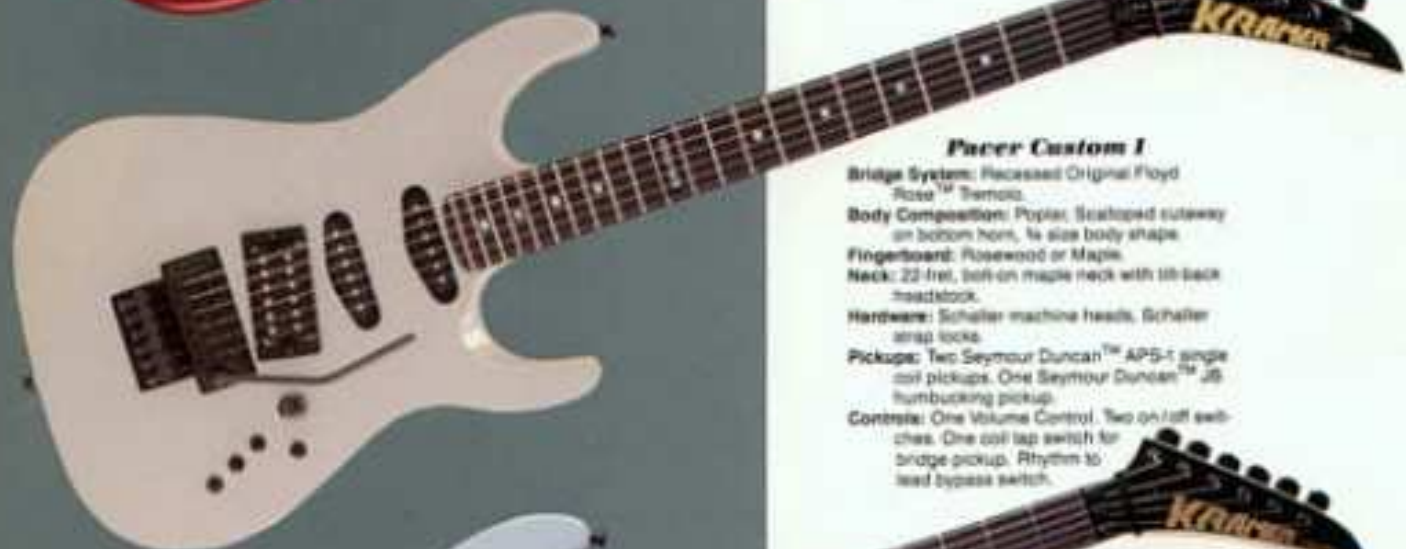 KRAMER
Pacer Custom I
Bridge System: Recessed Original Floyd
Rose™ Tremolo.
Body Composition: Poplar, Scalloped cutaway
on bottom horn, size body shape.
Fingerboard: Rosewood or Maple.
Neck: 22-fret, bolt-on maple neck with tilt-back
headstock.
Hardware: Schaller machine heads, Schaller
strap locks.
Pickups: Two Seymour Duncan™ APS-1 single
coil pickups. One Seymour Duncan™ JB
humbucking pickup.
Controls: One Volume Control. Two on/off swit-
ches. One coil tap switch for
bridge pickup. Rhythm to
lead bypass switch.
KRAMER